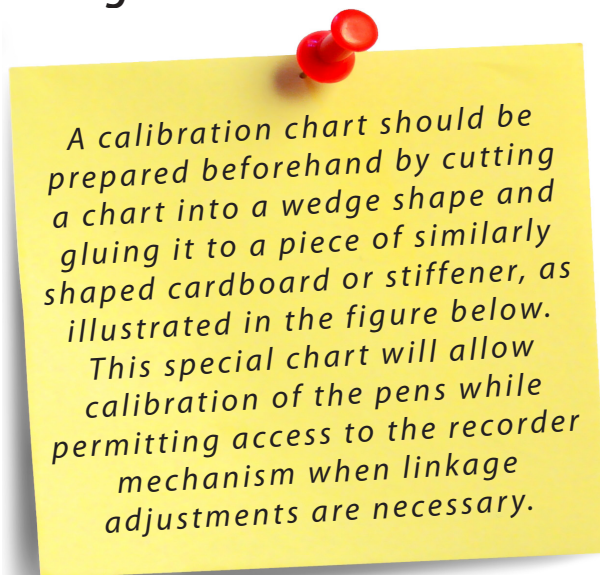 A calibration chart should be
prepared beforehand by cutting
a chart into a wedge shape and
gluing it to a piece of similarly
shaped cardboard or stiffener, as
illustrated in the figure below.
This special chart will allow
calibration of the pens while
permitting access to the recorder
mechanism when linkage
adjustments are necessary.